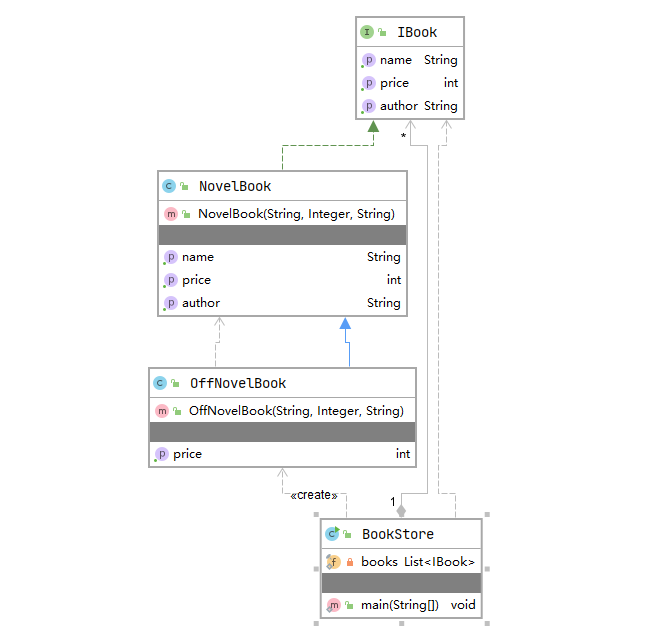 I IBook
p name String
p price int
p author String
*
C NovelBook
m NovelBook(String, Integer, String)
p name String
p price int
p author String
C OffNovelBook
m OffNovelBook(String, Integer, String)
p price int
«create»
1
C BookStore
f books List<IBook>
m main(String[]) void